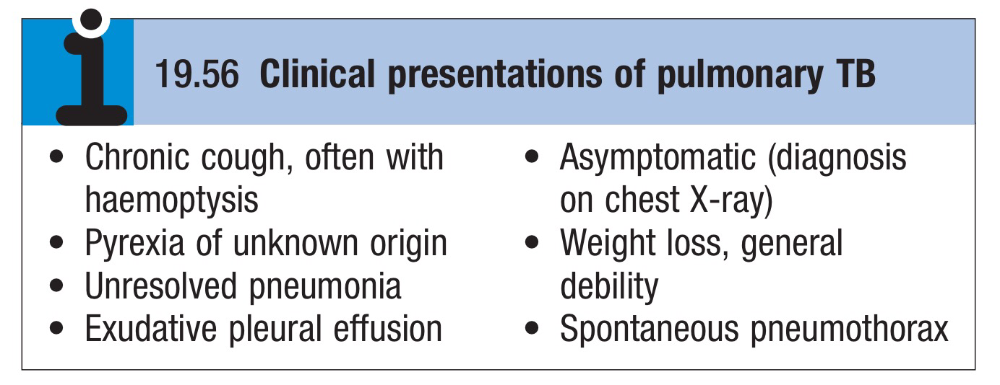 19.56 Clinical presentations of pulmonary TB
• Chronic cough, often with
haemoptysis
• Pyrexia of unknown origin
• Unresolved pneumonia
• Exudative pleural effusion
• Asymptomatic (diagnosis
on chest X-ray)
• Weight loss, general
debility
• Spontaneous pneumothorax